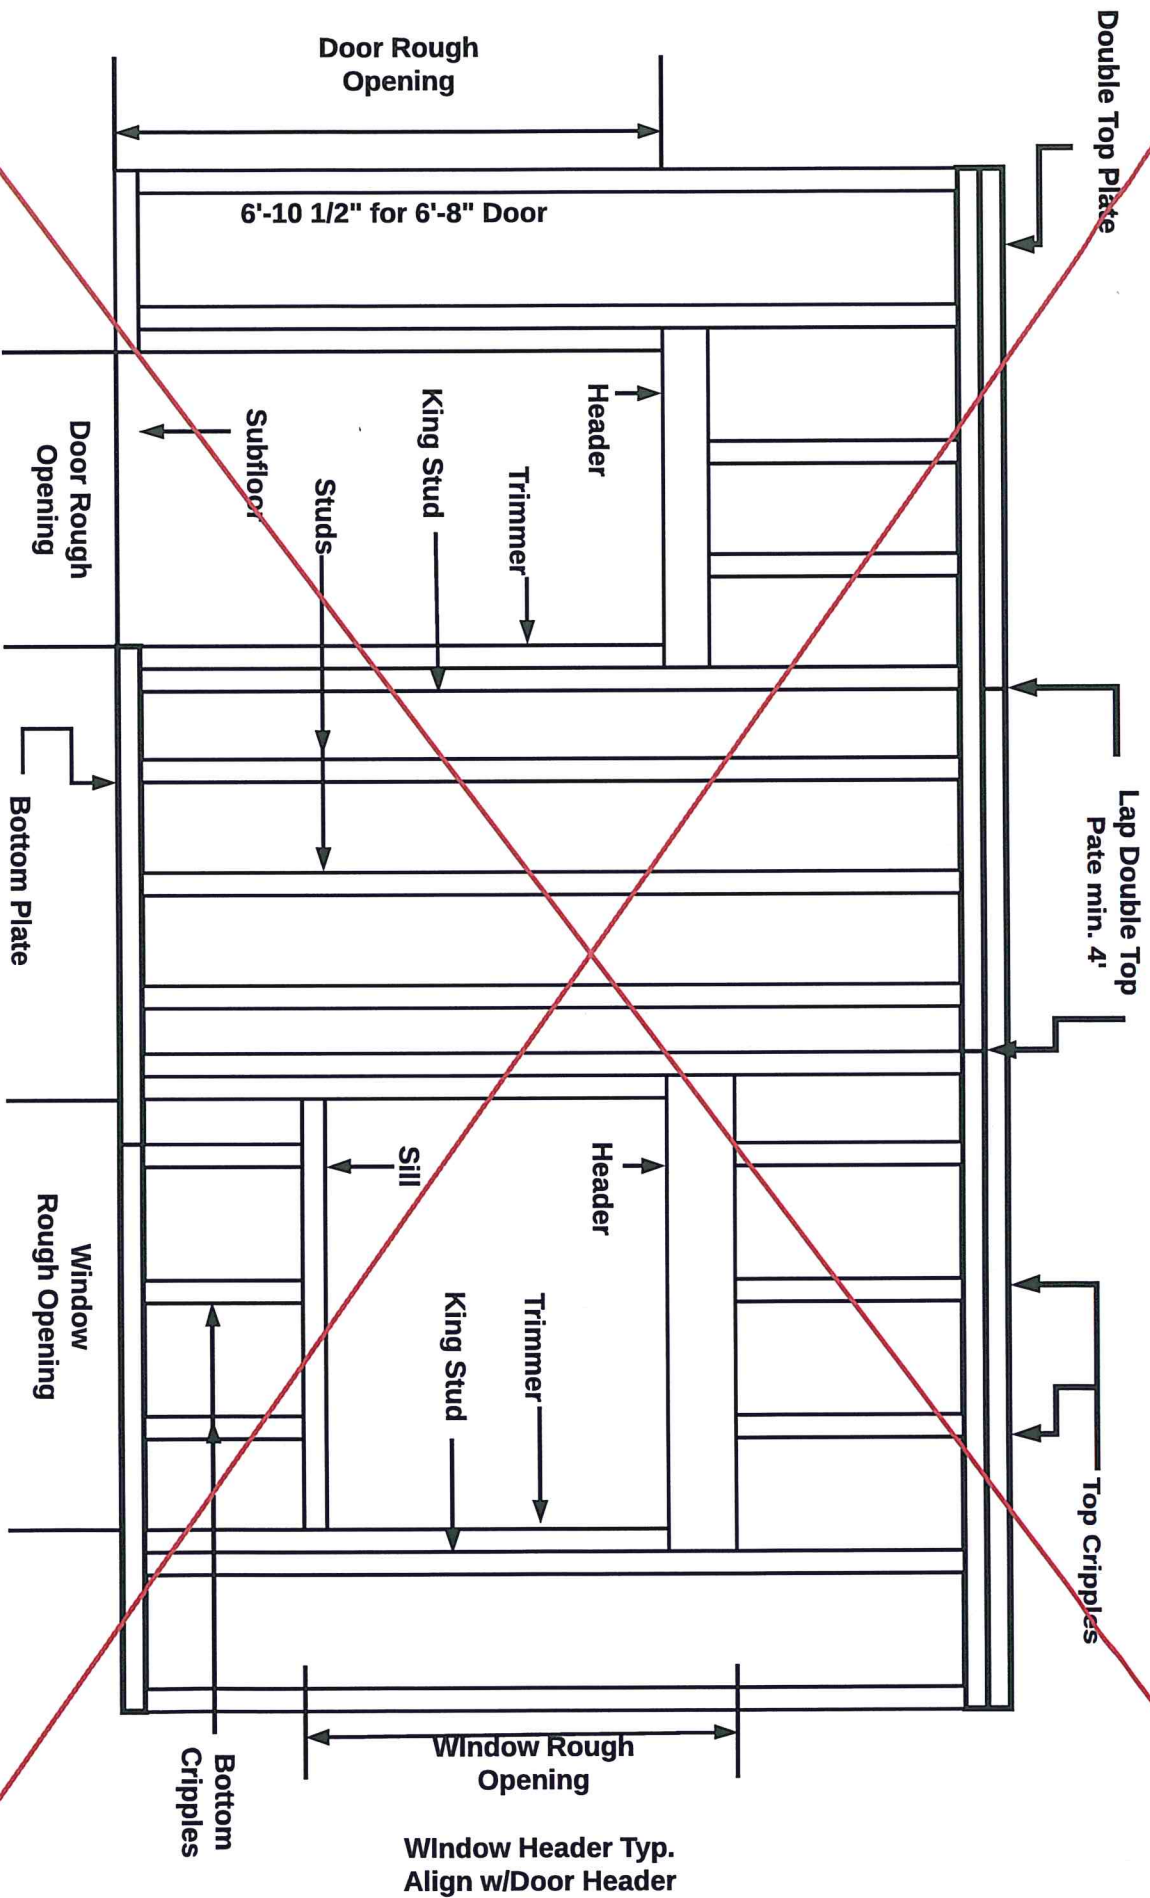 Double Top Plate
Lap Double Top
Pate min. 4'
Top Cripples
Door Rough
Opening
6'-10 1/2" for 6'-8" Door
Header
Trimmer
King Stud
Studs
Subfloor
Header
Trimmer
King Stud
Sill
Door Rough
Opening
Bottom Plate
Window
Rough Opening
Bottom
Cripples
WIndow Rough
Opening
WIndow Header Typ.
Align w/Door Header